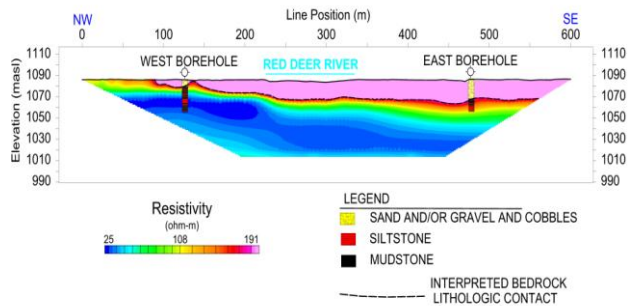 Line Position (m)
NW
SE
0 100 200 300 400 500 600
1110 1110
WEST BOREHOLE RED DEER RIVER EAST BOREHOLE
1090 1090
1070 1070
1050 1050
1030 1030
1010 1010
990 990
Elevation (masl)
LEGEND
Resistivity
(ohm-m)
25 108 191
SAND AND/OR GRAVEL AND COBBLES
SILTSTONE
MUDSTONE
INTERPRETED BEDROCK
LITHOLOGIC CONTACT